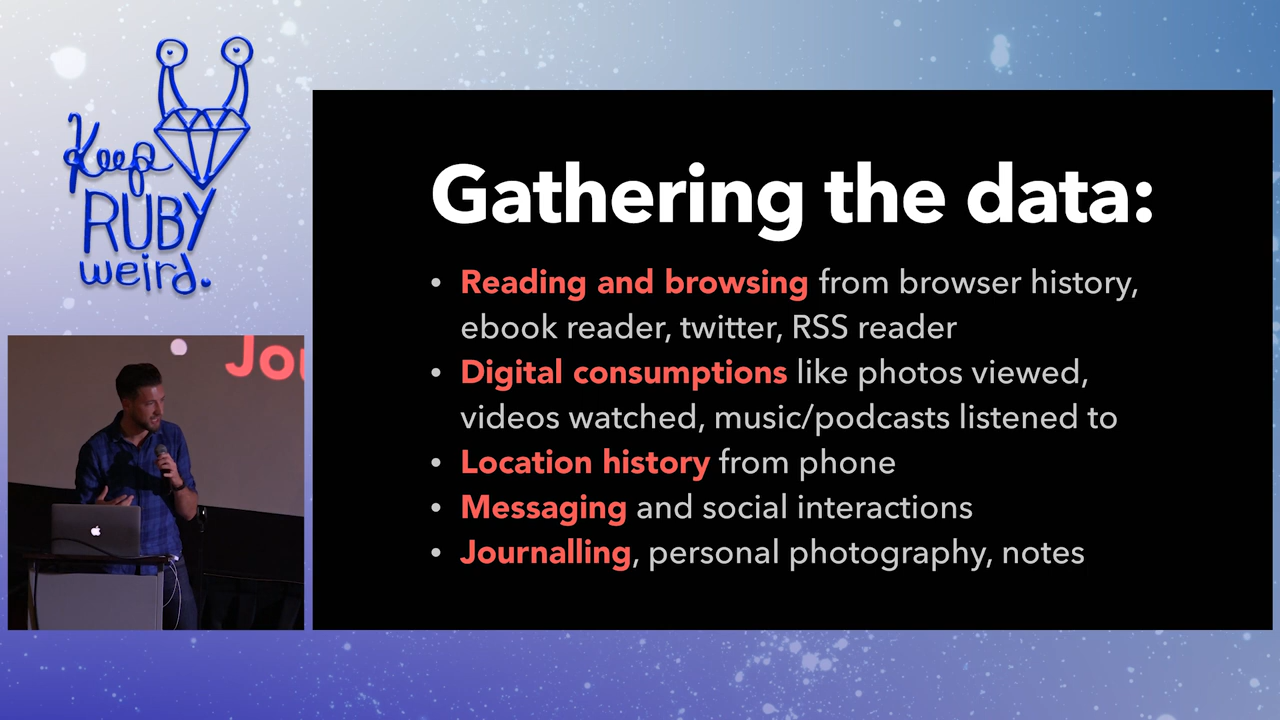 Keep
RUBY
weird.
Gathering the data:
• Reading and browsing from browser history,
ebook reader, twitter, RSS reader
• Digital consumptions like photos viewed,
videos watched, music/podcasts listened to
• Location history from phone
• Messaging and social interactions
• Journalling, personal photography, notes
Jou